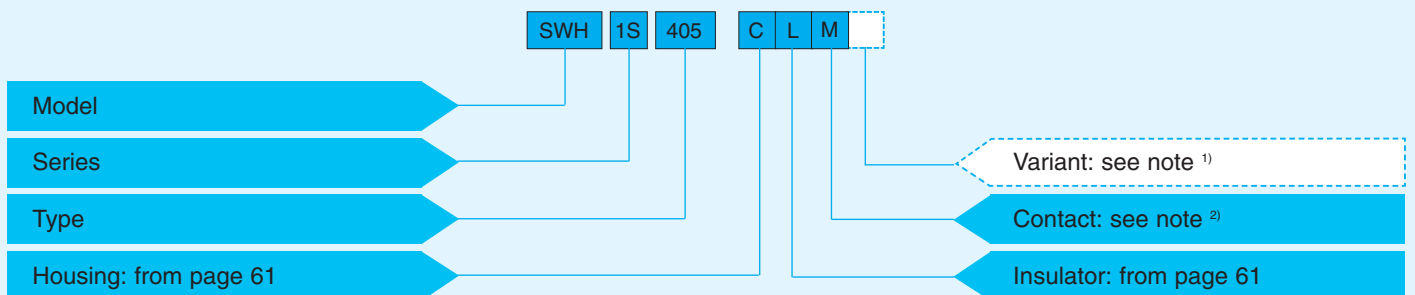 SWH 1S 405 C L M
Model
Series
Variant: see note 1)
Type
Contact: see note 2)
Housing: from page 61
Insulator: from page 61